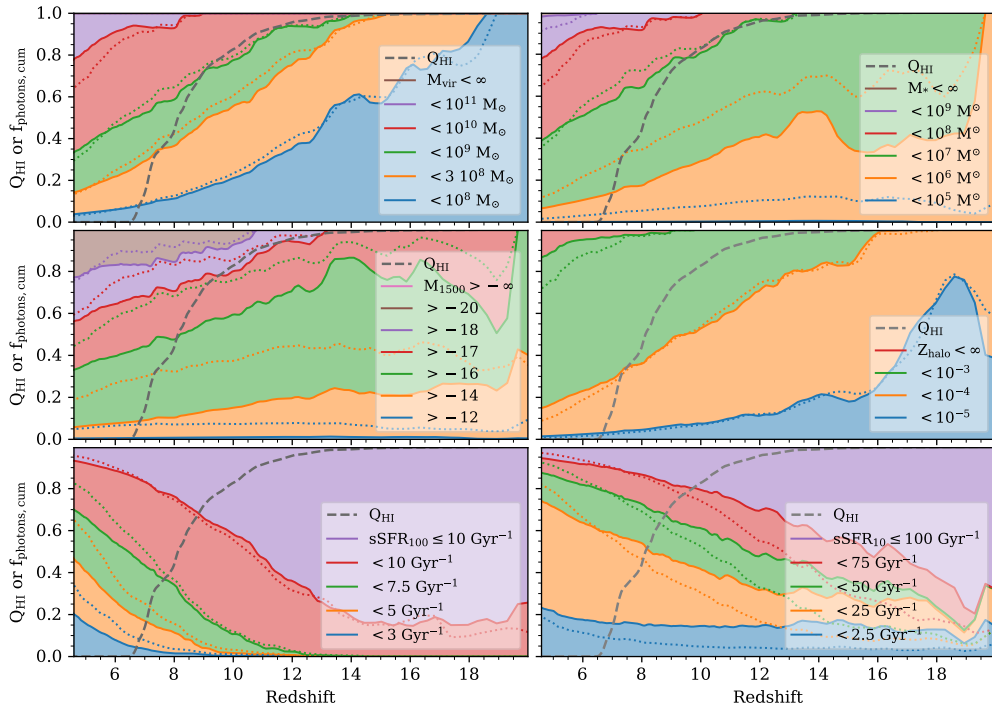 1.0
0.8
0.6
0.4
0.2
0.0
Q_HI or f_photons, cum
Q_HI
M_vir < ∞
< 10^11 M_⊙
< 10^10 M_⊙
< 10^9 M_⊙
< 3 10^8 M_⊙
< 10^8 M_⊙
Q_HI
M_* < ∞
< 10^9 M_⊙
< 10^8 M_⊙
< 10^7 M_⊙
< 10^6 M_⊙
< 10^5 M_⊙
0.8
0.6
0.4
0.2
0.0
Q_HI or f_photons, cum
Q_HI
M_1500 > −∞
> −20
> −18
> −17
> −16
> −14
> −12
Q_HI
Z_halo < ∞
< 10^−3
< 10^−4
< 10^−5
0.8
0.6
0.4
0.2
0.0
Q_HI or f_photons, cum
Q_HI
sSFR_100 ≤ 10 Gyr^−1
< 10 Gyr^−1
< 7.5 Gyr^−1
< 5 Gyr^−1
< 3 Gyr^−1
6 8 10 12 14 16 18
Redshift
Q_HI
sSFR_10 ≤ 100 Gyr^−1
< 75 Gyr^−1
< 50 Gyr^−1
< 25 Gyr^−1
< 2.5 Gyr^−1
6 8 10 12 14 16 18
Redshift